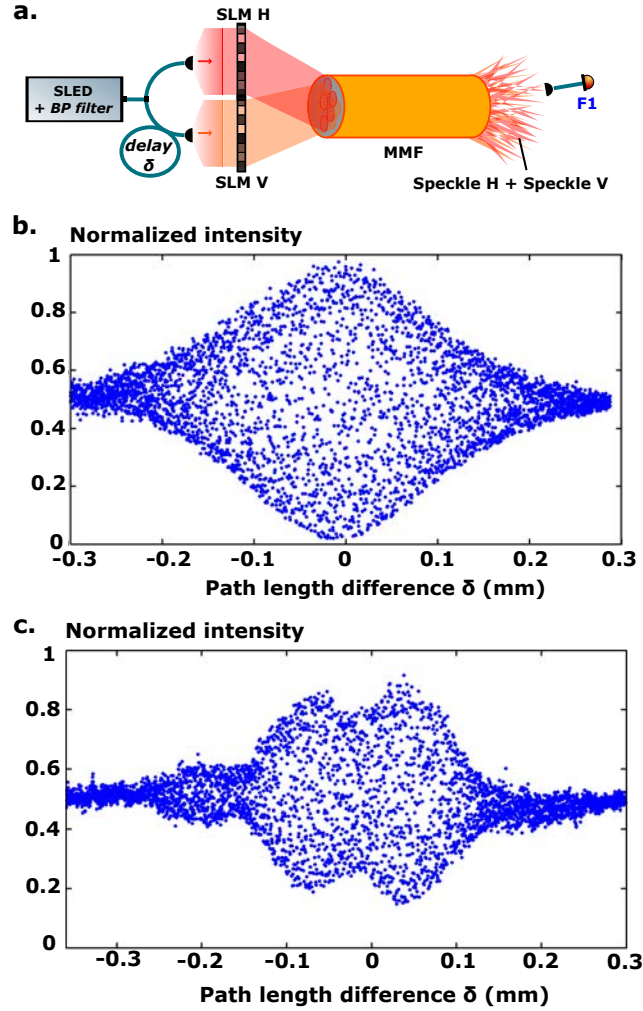 a.
SLM H
SLED
+ BP filter
delay
δ
SLM V
MMF
F1
Speckle H + Speckle V
b.
Normalized intensity
1
0.8
0.6
0.4
0.2
0
-0.3
-0.2
-0.1
0
0.1
0.2
0.3
Path length difference δ (mm)
c.
Normalized intensity
1
0.8
0.6
0.4
0.2
0
-0.3
-0.2
-0.1
0
0.1
0.2
0.3
Path length difference δ (mm)